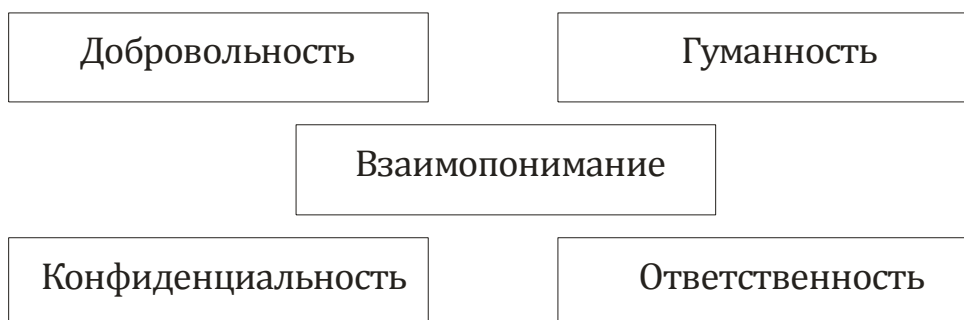 Добровольность
Гуманность
Взаимопонимание
Конфиденциальность
Ответственность